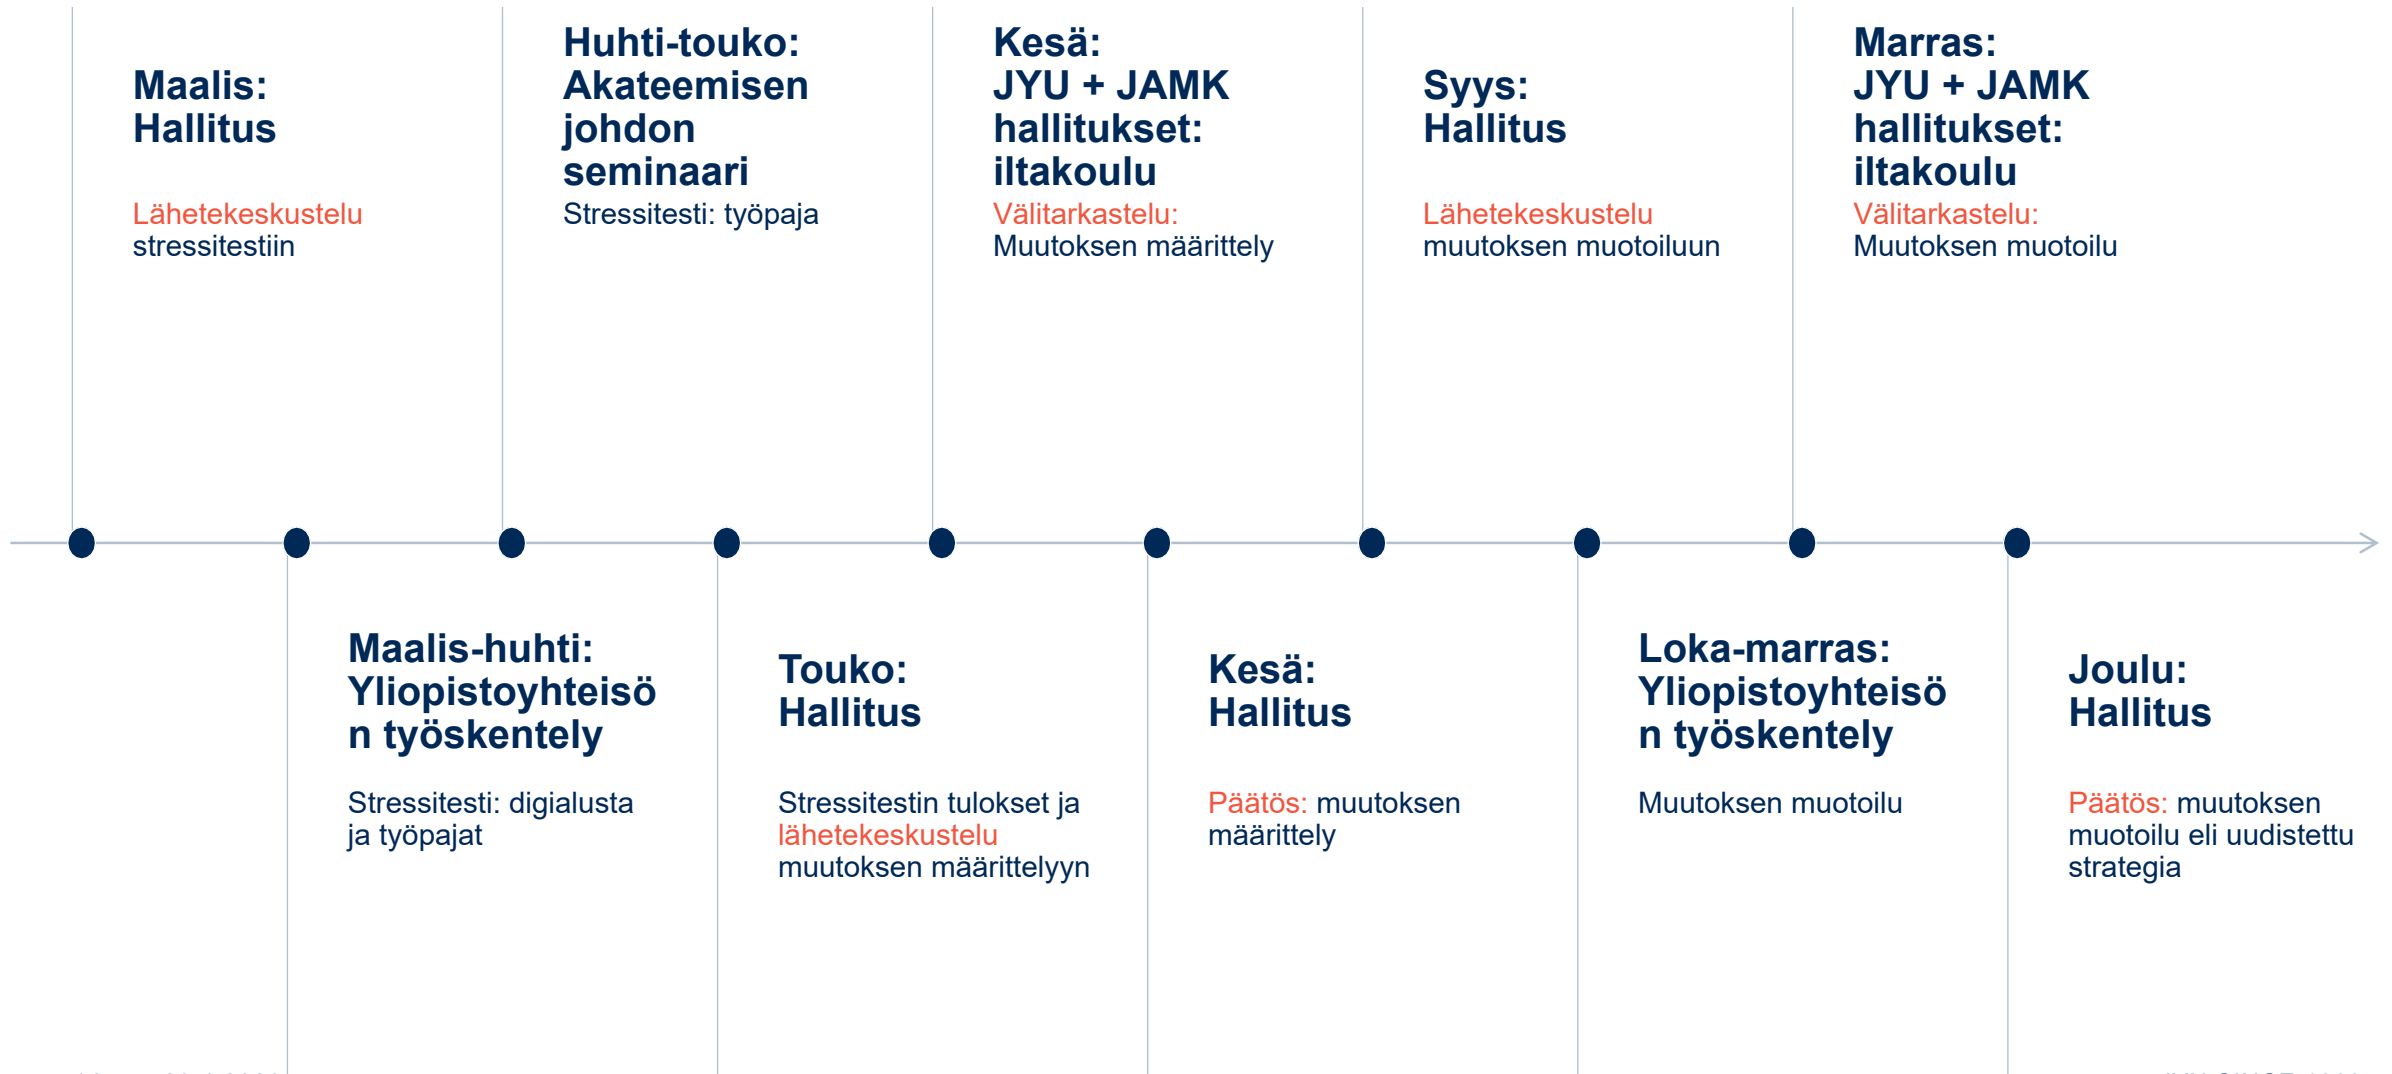 Maalis:
Hallitus
Lähetekeskustelu
stressitestiin
Maalis-huhti:
Yliopistoyhteisö
n työskentely
Stressitesti: digialusta
ja työpajat
Huhti-touko:
Akateemisen
johdon
seminaari
Stressitesti: työpaja
Touko:
Hallitus
Stressitestin tulokset ja
lähetekeskustelu
muutoksen määrittelyyn
Kesä:
JYU + JAMK
hallitukset:
iltakoulu
Välitarkastelu:
Muutoksen määrittely
Kesä:
Hallitus
Päätös: muutoksen
määrittely
Syys:
Hallitus
Lähetekeskustelu
muutoksen muotoiluun
Loka-marras:
Yliopistoyhteisö
n työskentely
Muutoksen muotoilu
Marras:
JYU + JAMK
hallitukset:
iltakoulu
Välitarkastelu:
Muutoksen muotoilu
Joulu:
Hallitus
Päätös: muutoksen
muotoilu eli uudistettu
strategia